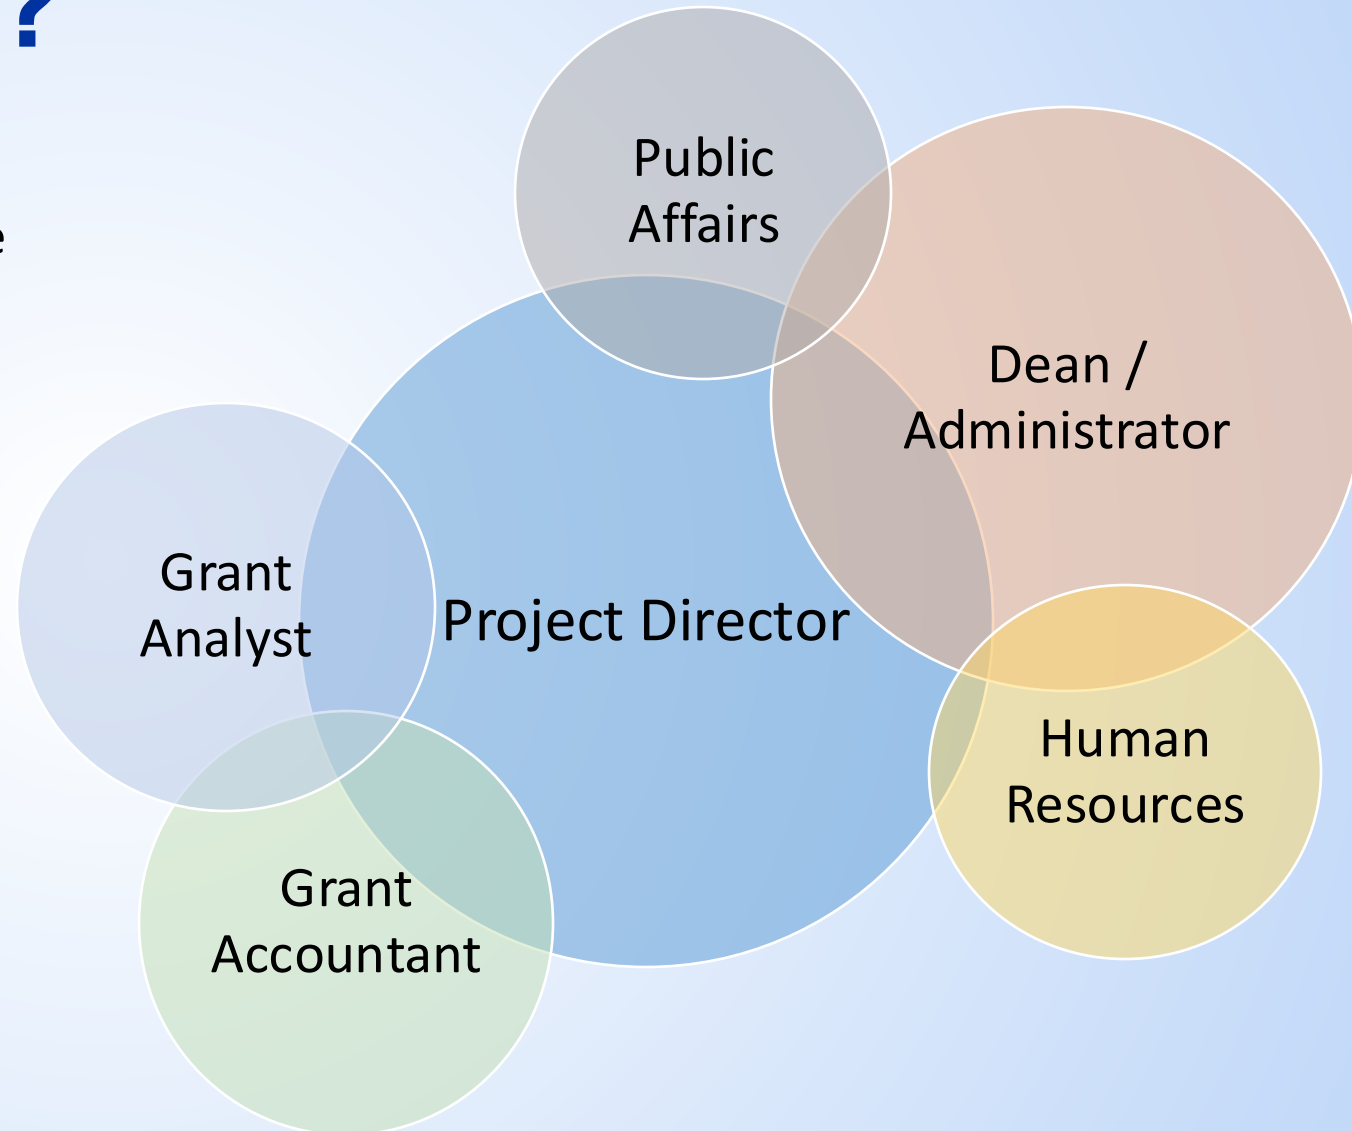 ?
e
Public
Affairs
Dean /
Administrator
Grant
Analyst
Project Director
Human
Resources
Grant
Accountant